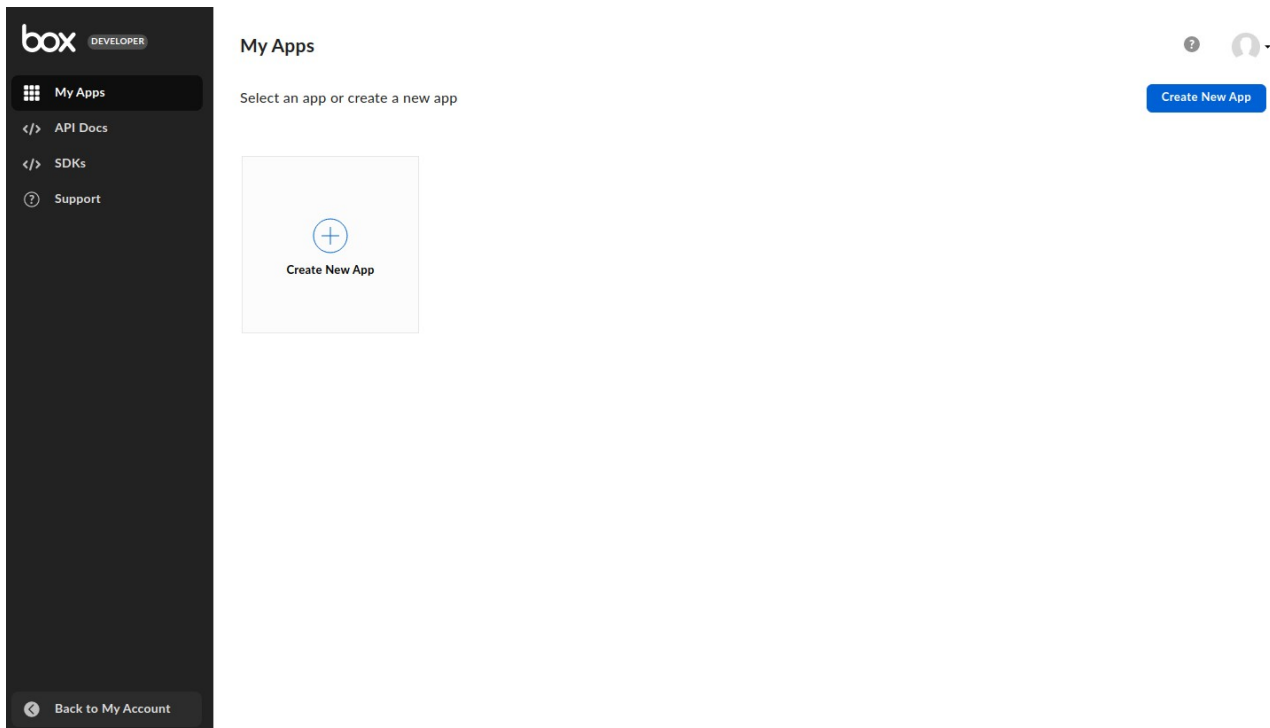 box DEVELOPER
My Apps
API Docs
SDKs
Support
Back to My Account
My Apps
?
Select an app or create a new app
Create New App
Create New App